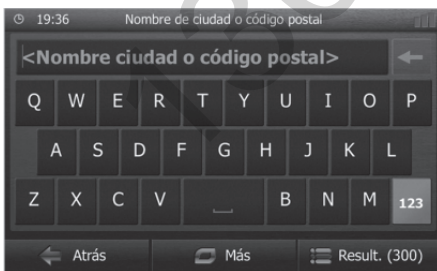 19:36 Nombre de ciudad o código postal
<Nombre ciudad o código postal>
Q W E R T Y U I O P
A S D F G H J K L
Z X C V B N M 123
Atrás Más Result. (300)